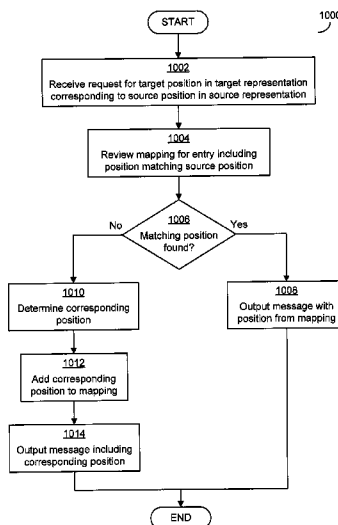 START
1000
1002
Receive request for target position in target representation
corresponding to source position in source representation
1004
Review mapping for entry including
position matching source position
1006
Matching position
found?
No
Yes
1010
Determine corresponding
position
1008
Output message with
position from mapping
1012
Add corresponding
position to mapping
1014
Output message including
corresponding position
END